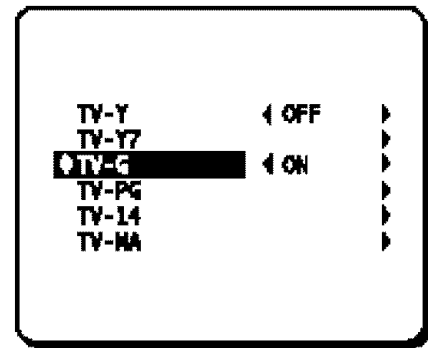 TV-Y ◀ OFF ▶
TV-Y7 ▶
TV-G ◀ ON ▶
TV-PG ▶
TV-14 ▶
TV-MA ▶